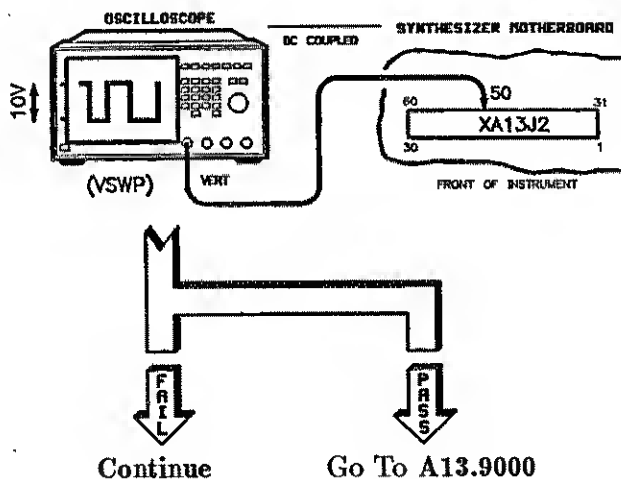 OSCILLOSCOPE
DC COUPLED
SYNTHESIZER MOTHERBOARD
10V
50
60
31
XA13J2
30
1
(VSWP)
VERT
FRONT OF INSTRUMENT
FAIL
PASS
Continue
Go To A13.9000